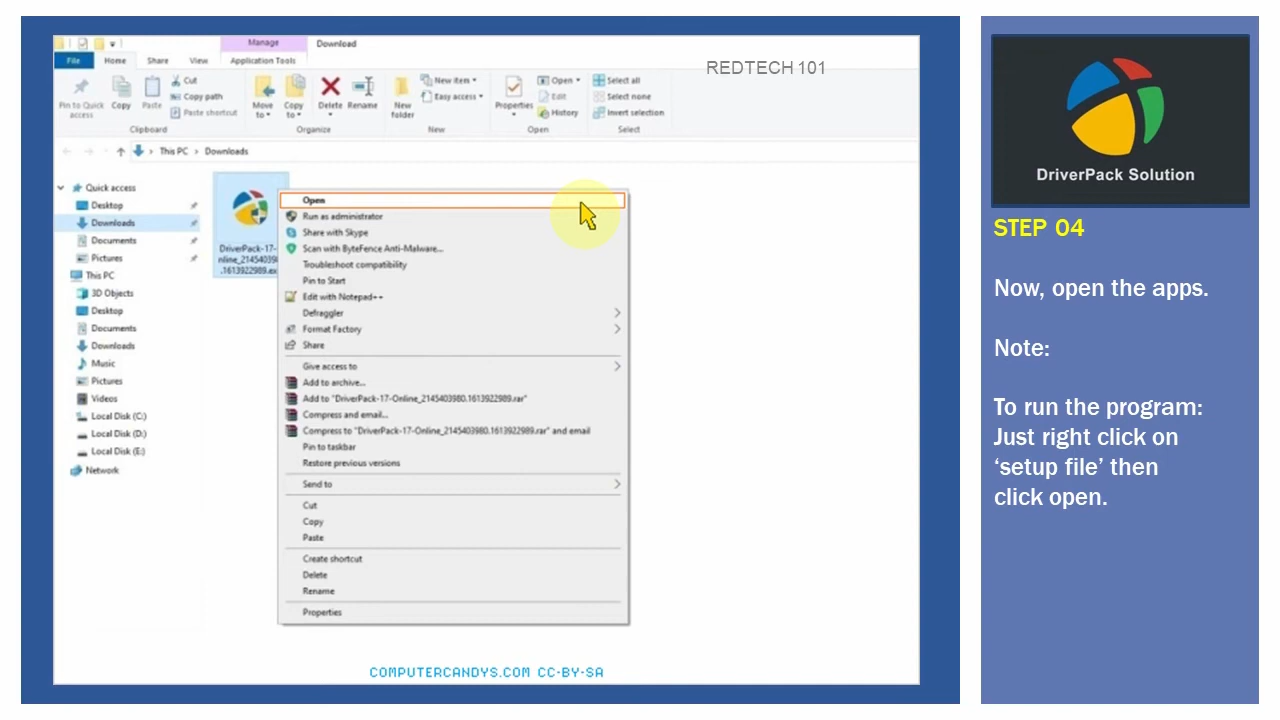 Manage
Download
File
Home
Share
View
Application Tools
REDTECH 101
Pin to Quick access
Copy
Paste
Cut
Copy path
Paste shortcut
Move to
Copy to
Delete
Rename
New folder
New item
Easy access
Properties
Open
Edit
History
Select all
Select none
Invert selection
Clipboard
Organize
New
Open
Select
This PC > Downloads
Quick access
Desktop
Downloads
Documents
Pictures
This PC
3D Objects
Desktop
Documents
Downloads
Music
Pictures
Videos
Local Disk (C:)
Local Disk (D:)
Local Disk (E:)
Network
DriverPack-17-
.1613922989.ex
Open
Run as administrator
Share with Skype
Scan with ByteFence Anti-Malware...
Troubleshoot compatibility
Pin to Start
Edit with Notepad++
Defraggler
Format Factory
Share
Give access to
Add to archive...
Add to "DriverPack-17-Online_2145403980.1613922989.rar"
Compress and email...
Compress to "DriverPack-17-Online_2145403980.1613922989.rar" and email
Pin to taskbar
Restore previous versions
Send to
Cut
Copy
Paste
Create shortcut
Delete
Rename
Properties
COMPUTERCANDYS.COM CC-BY-SA
DriverPack Solution
STEP 04
Now, open the apps.
Note:
To run the program:
Just right click on
‘setup file’ then
click open.